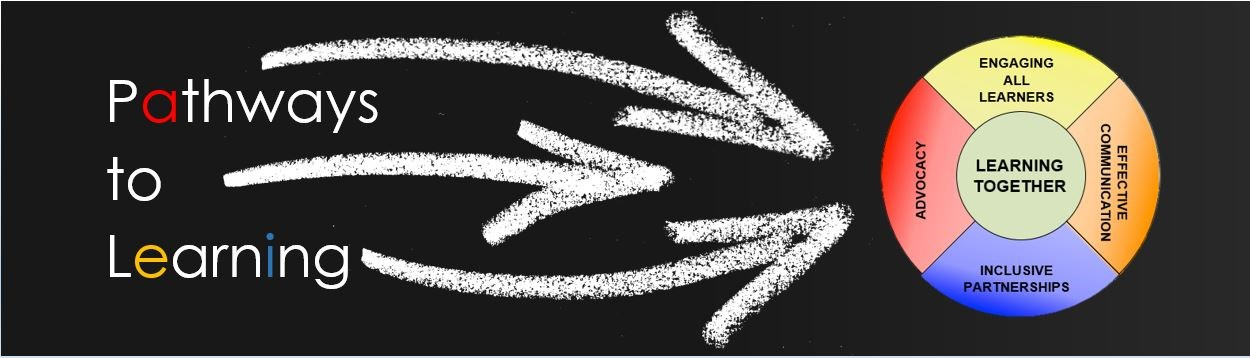 Pathways
to
Learning
ENGAGING
ALL
LEARNERS
ADVOCACY
LEARNING
TOGETHER
EFFECTIVE
COMMUNICATION
INCLUSIVE
PARTNERSHIPS